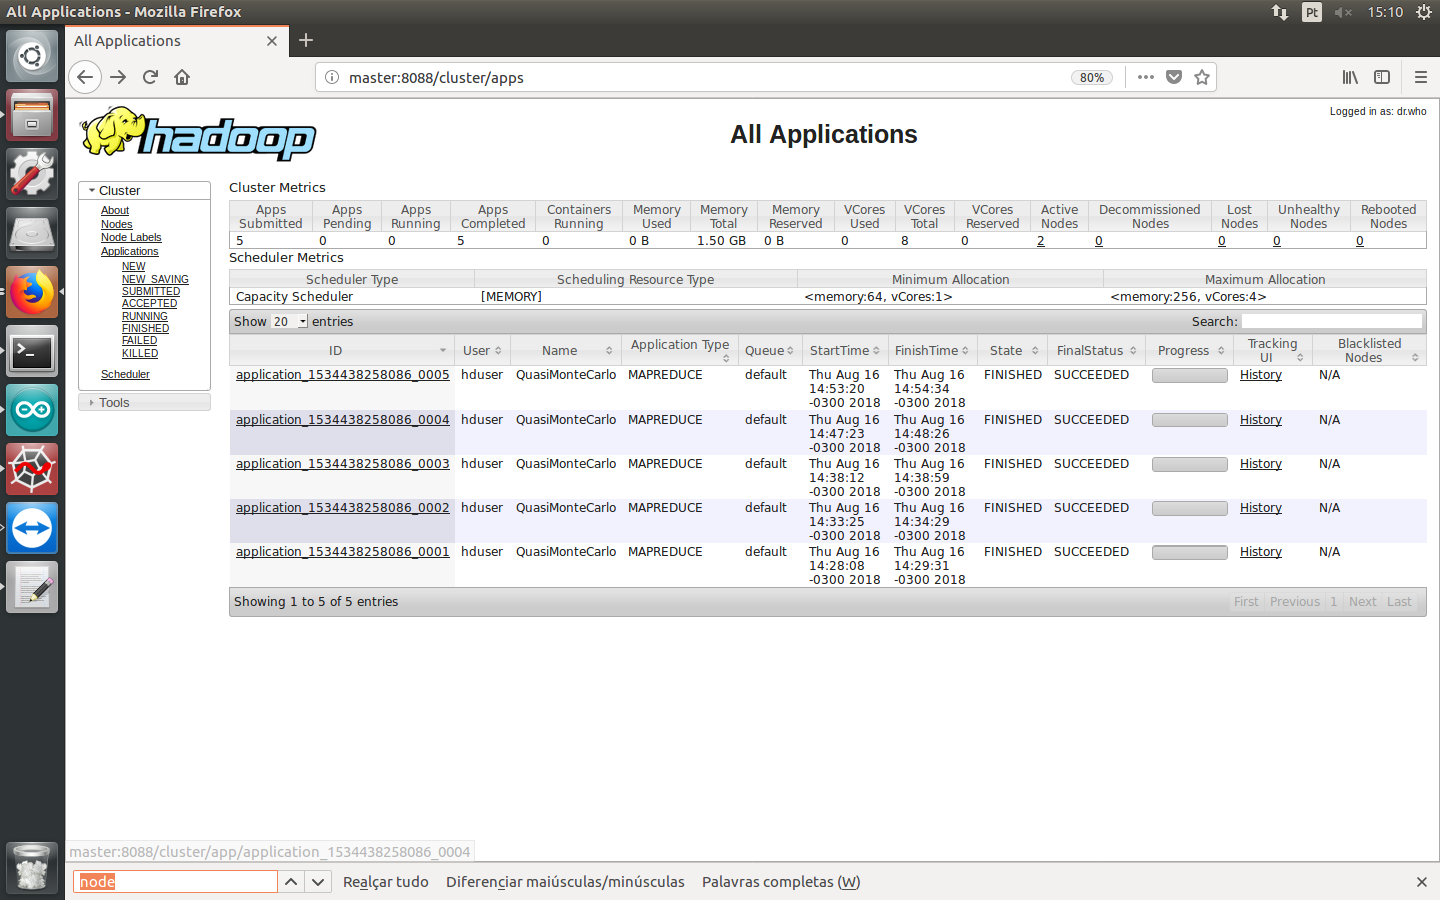 All Applications - Mozilla Firefox
Pt
15:10
All Applications
master:8088/cluster/apps
80%
hadoop
All Applications
Logged in as: dr.who
Cluster
About
Nodes
Node Labels
Applications
NEW
NEW_SAVING
SUBMITTED
ACCEPTED
RUNNING
FINISHED
FAILED
KILLED
Scheduler
Tools
Cluster Metrics
Apps Submitted Apps Pending Apps Running Apps Completed Containers Running Memory Used Memory Total Memory Reserved VCores Used VCores Total VCores Reserved Active Nodes Decommissioned Nodes Lost Nodes Unhealthy Nodes Rebooted Nodes
5 0 0 5 0 0 B 1.50 GB 0 B 0 8 0 2 0 0 0 0
Scheduler Metrics
Scheduler Type Scheduling Resource Type Minimum Allocation Maximum Allocation
Capacity Scheduler [MEMORY] <memory:64, vCores:1> <memory:256, vCores:4>
Show 20 entries Search:
ID User Name Application Type Queue StartTime FinishTime State FinalStatus Progress Tracking UI Blacklisted Nodes
application_1534438258086_0005 hduser QuasiMonteCarlo MAPREDUCE default Thu Aug 16 14:53:20 -0300 2018 Thu Aug 16 14:54:34 -0300 2018 FINISHED SUCCEEDED History N/A
application_1534438258086_0004 hduser QuasiMonteCarlo MAPREDUCE default Thu Aug 16 14:47:23 -0300 2018 Thu Aug 16 14:48:26 -0300 2018 FINISHED SUCCEEDED History N/A
application_1534438258086_0003 hduser QuasiMonteCarlo MAPREDUCE default Thu Aug 16 14:38:12 -0300 2018 Thu Aug 16 14:38:59 -0300 2018 FINISHED SUCCEEDED History N/A
application_1534438258086_0002 hduser QuasiMonteCarlo MAPREDUCE default Thu Aug 16 14:33:25 -0300 2018 Thu Aug 16 14:34:29 -0300 2018 FINISHED SUCCEEDED History N/A
application_1534438258086_0001 hduser QuasiMonteCarlo MAPREDUCE default Thu Aug 16 14:28:08 -0300 2018 Thu Aug 16 14:29:31 -0300 2018 FINISHED SUCCEEDED History N/A
Showing 1 to 5 of 5 entries First Previous 1 Next Last
master:8088/cluster/app/application_1534438258086_0004
node Realçar tudo Diferenciar maiúsculas/minúsculas Palavras completas (W)